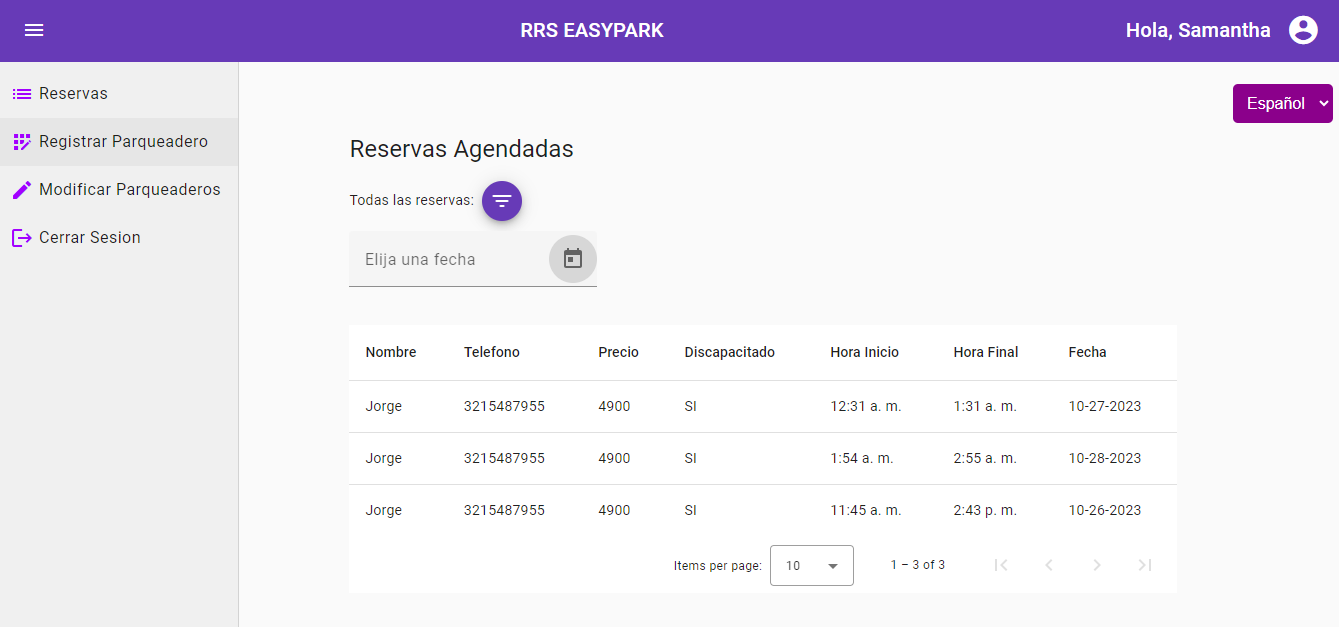 RRS EASYPARK
Hola, Samantha
Reservas
Registrar Parqueadero
Modificar Parqueaderos
Cerrar Sesion
Español
Reservas Agendadas
Todas las reservas:
Elija una fecha
Nombre Telefono Precio Discapacitado Hora Inicio Hora Final Fecha
Jorge 3215487955 4900 SI 12:31 a. m. 1:31 a. m. 10-27-2023
Jorge 3215487955 4900 SI 1:54 a. m. 2:55 a. m. 10-28-2023
Jorge 3215487955 4900 SI 11:45 a. m. 2:43 p. m. 10-26-2023
Items per page: 10 1 – 3 of 3